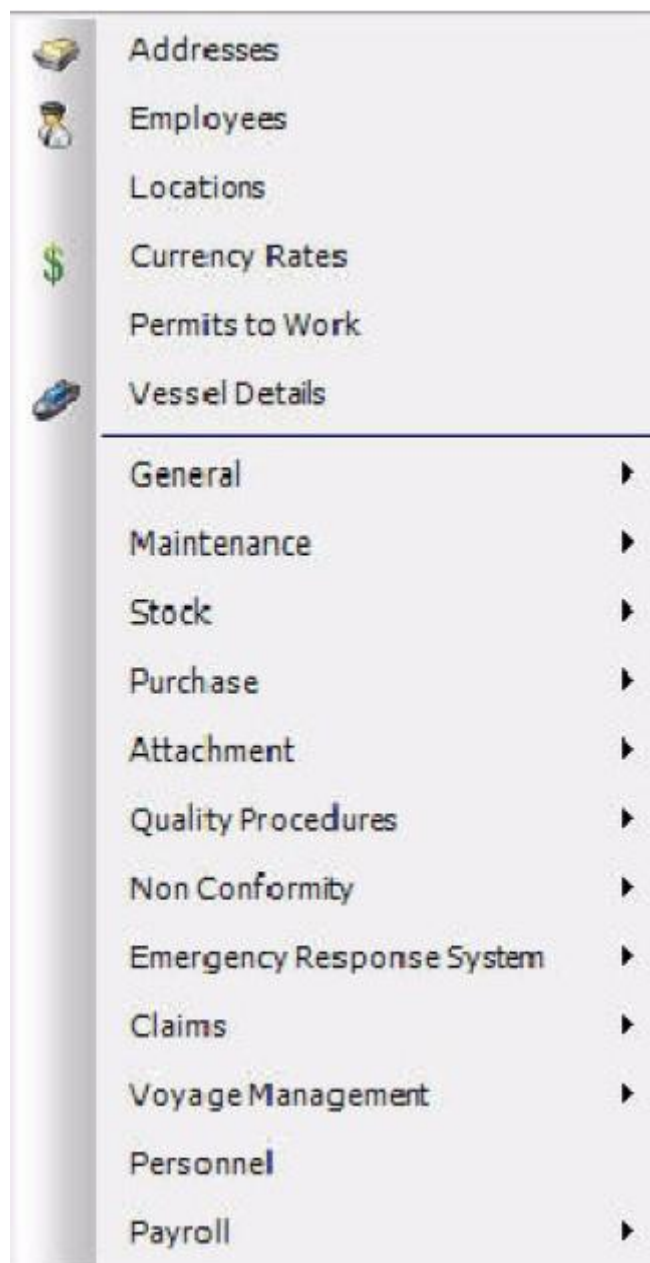 Addresses
Employees
Locations
Currency Rates
Permits to Work
Vessel Details
General
Maintenance
Stock
Purchase
Attachment
Quality Procedures
Non Conformity
Emergency Response System
Claims
Voyage Management
Personnel
Payroll